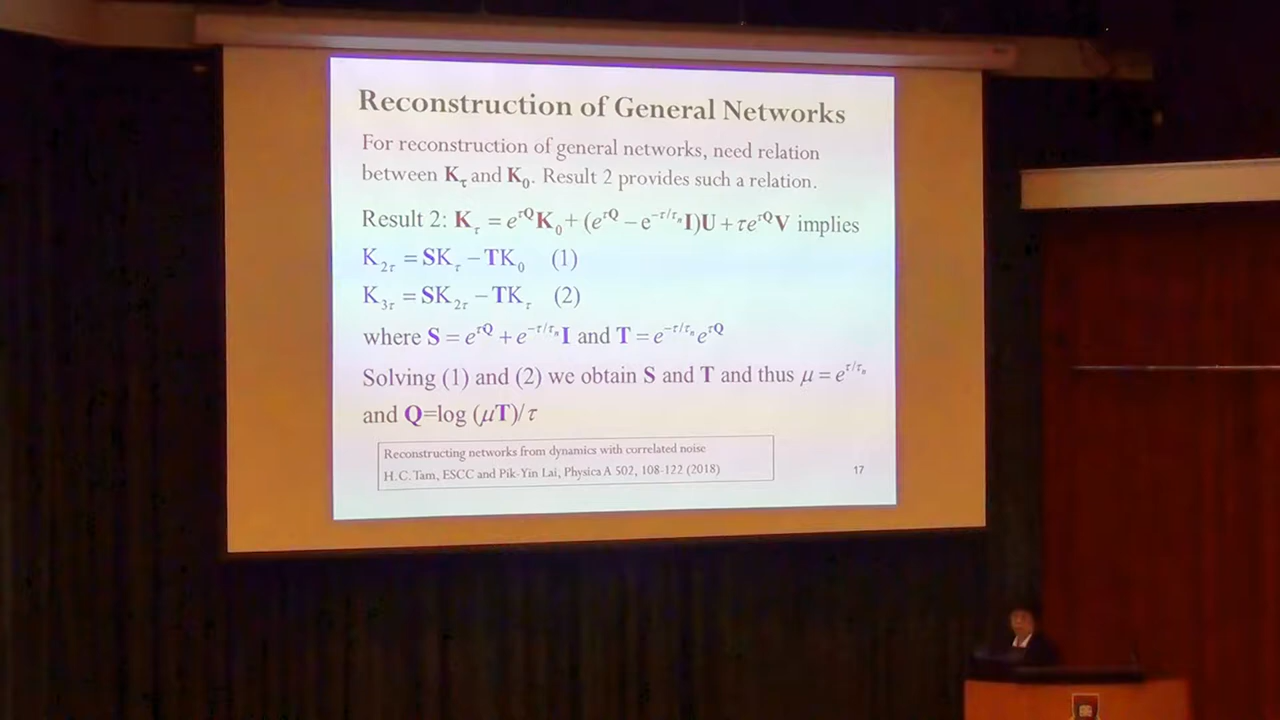 Reconstruction of General Networks
For reconstruction of general networks, need relation
between K_τ and K_0. Result 2 provides such a relation.
Result 2: K_τ = e^{τQ}K_0 + (e^{τQ} – e^{-τ/τ_n}I)U + τe^{τQ}V implies
K_{2τ} = SK_τ – TK_0 (1)
K_{3τ} = SK_{2τ} – TK_τ (2)
where S = e^{τQ} + e^{-τ/τ_n}I and T = e^{-τ/τ_n}e^{τQ}
Solving (1) and (2) we obtain S and T and thus μ = e^{τ/τ_n}
and Q=log (μT)/τ
Reconstructing networks from dynamics with correlated noise
H.C. Tam, ESCC and Pik-Yin Lai, Physica A 502, 108-122 (2018)
17